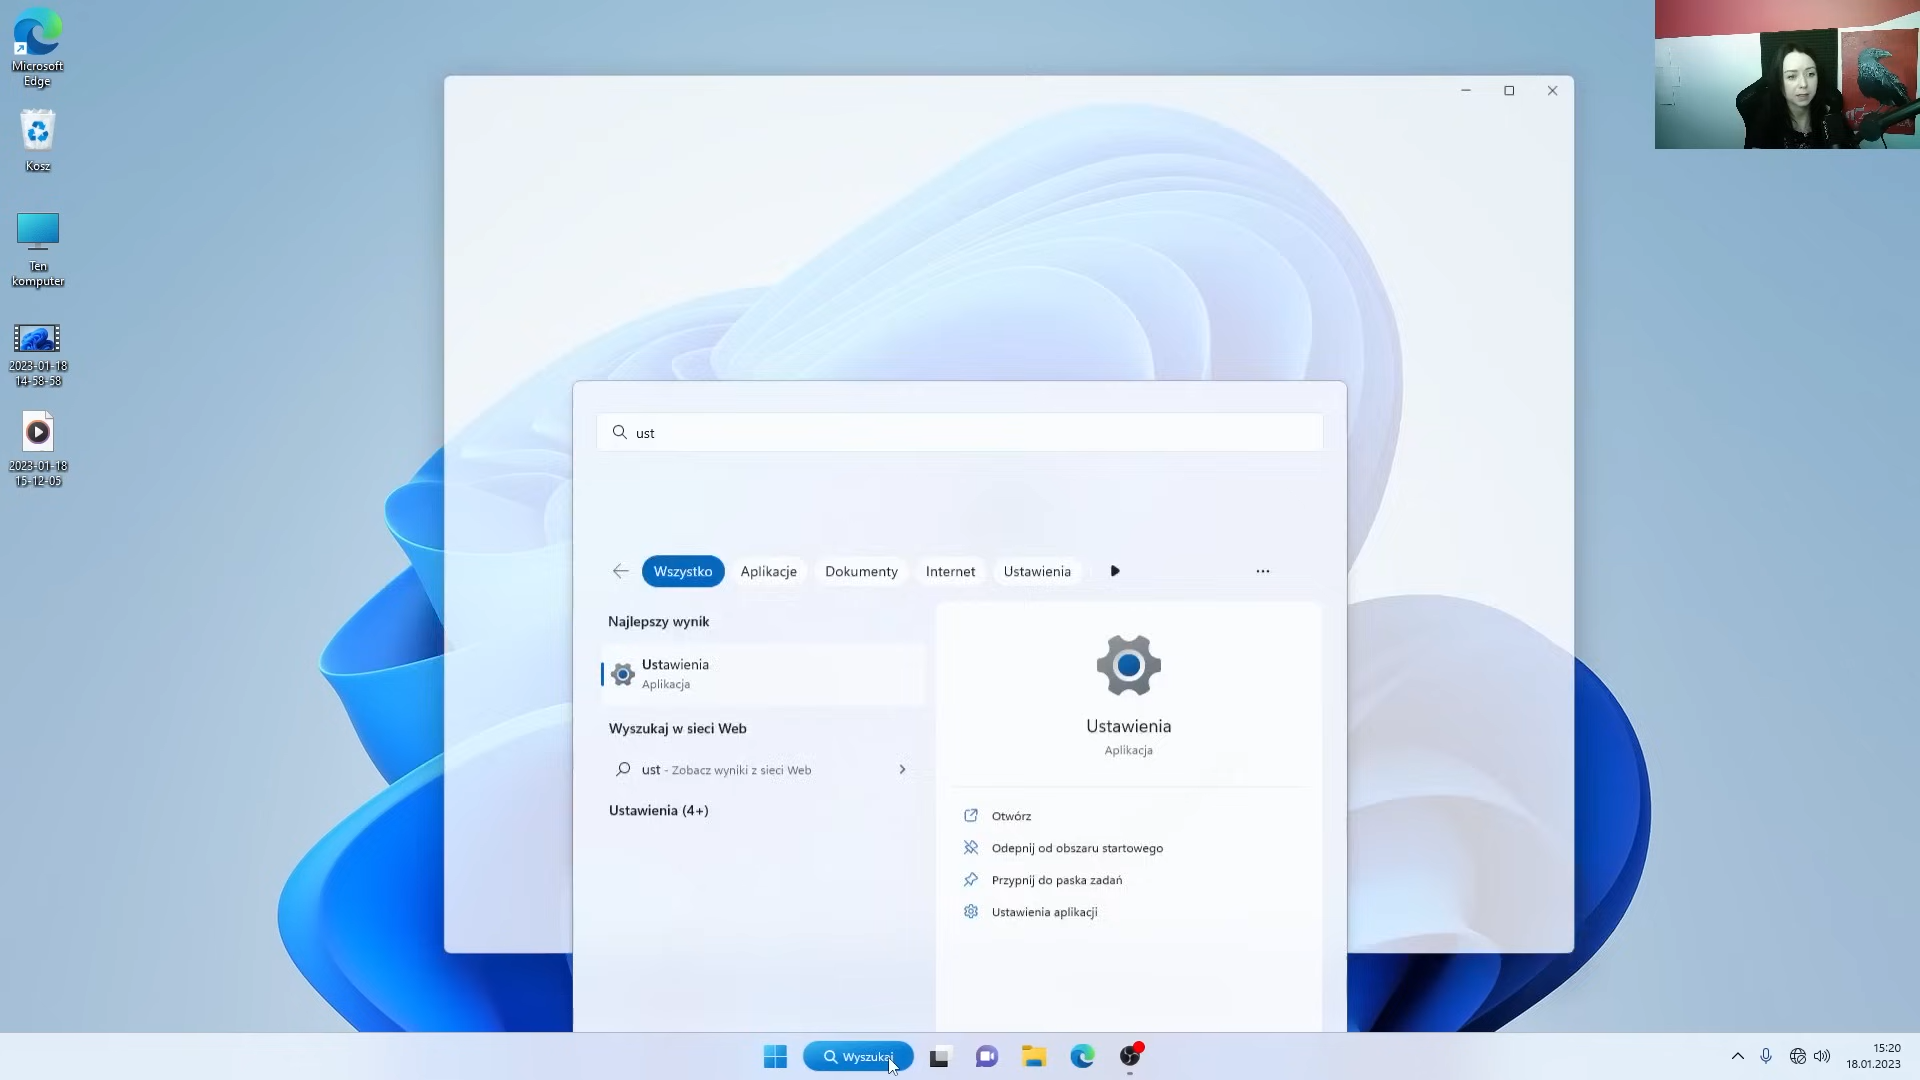 Microsoft
Edge
Kosz
Ten
komputer
2023-01-18
14-58-58
2023-01-18
15-12-05
ust
Wszystko
Aplikacje
Dokumenty
Internet
Ustawienia
Najlepszy wynik
Ustawienia
Aplikacja
Wyszukaj w sieci Web
ust - Zobacz wyniki z sieci Web
Ustawienia (4+)
Ustawienia
Aplikacja
Otwórz
Odepnij od obszaru startowego
Przypnij do paska zadań
Ustawienia aplikacji
Wyszukaj
15:20
18.01.2023